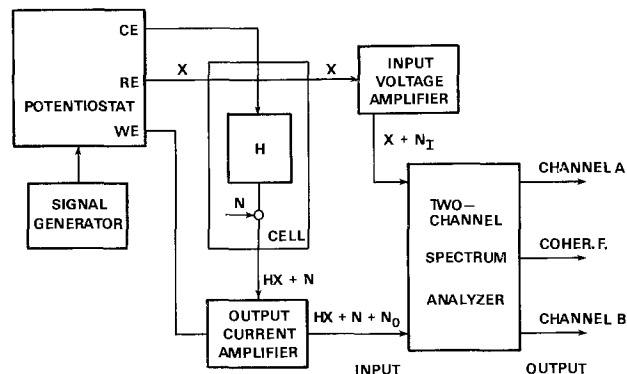 CE
RE
POTENTIOSTAT
WE
X
X
INPUT
VOLTAGE
AMPLIFIER
SIGNAL
GENERATOR
H
N
CELL
X + N_I
HX + N
OUTPUT
CURRENT
AMPLIFIER
HX + N + N_O
TWO–
CHANNEL
SPECTRUM
ANALYZER
CHANNEL A
COHER. F.
CHANNEL B
INPUT
OUTPUT